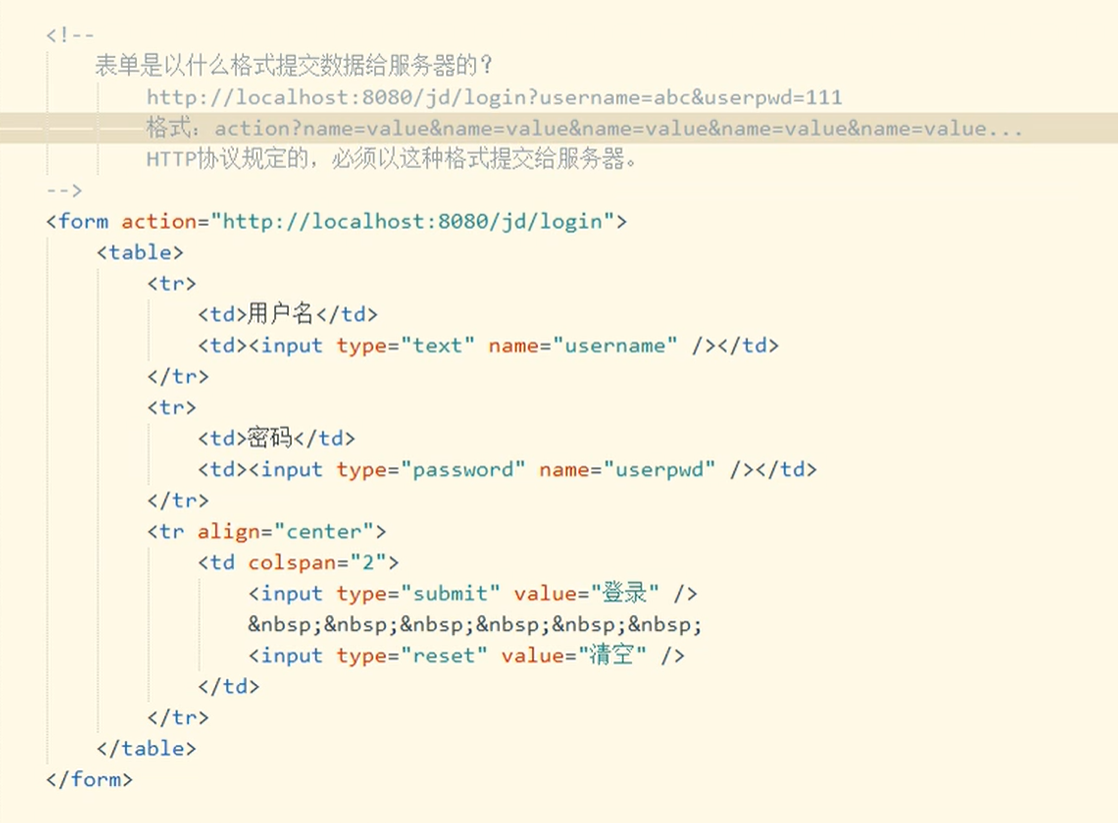 <!--
表单是以什么格式提交数据给服务器的?
http://localhost:8080/jd/login?username=abc&userpwd=111
格式：action?name=value&name=value&name=value&name=value&name=value...
HTTP协议规定的，必须以这种格式提交给服务器。
-->
<form action="http://localhost:8080/jd/login">
<table>
<tr>
<td>用户名</td>
<td><input type="text" name="username" /></td>
</tr>
<tr>
<td>密码</td>
<td><input type="password" name="userpwd" /></td>
</tr>
<tr align="center">
<td colspan="2">
<input type="submit" value="登录" />
&nbsp;&nbsp;&nbsp;&nbsp;&nbsp;&nbsp;
<input type="reset" value="清空" />
</td>
</tr>
</table>
</form>